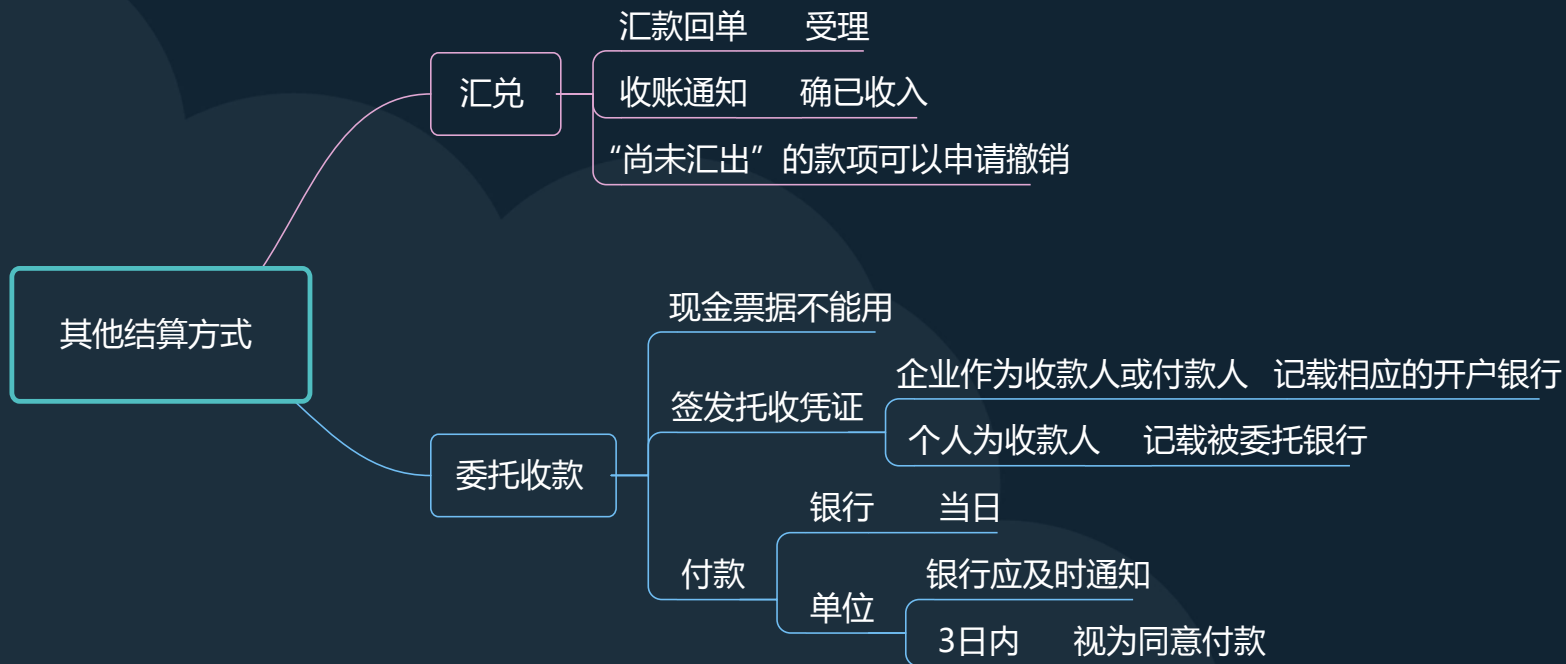 汇款回单 受理
汇兑
收账通知 确已收入
“尚未汇出”的款项可以申请撤销
其他结算方式
现金票据不能用
企业作为收款人或付款人 记载相应的开户银行
签发托收凭证
个人为收款人 记载被委托银行
委托收款
银行 当日
付款
银行应及时通知
单位
3日内 视为同意付款